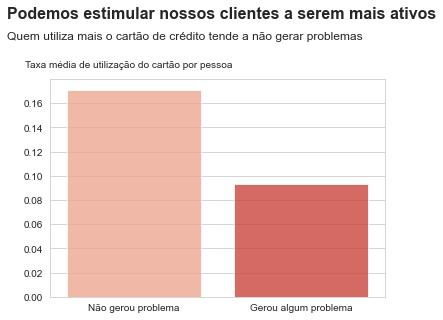 Podemos estimular nossos clientes a serem mais ativos
Quem utiliza mais o cartão de crédito tende a não gerar problemas
Taxa média de utilização do cartão por pessoa
0.16
0.14
0.12
0.10
0.08
0.06
0.04
0.02
0.00
Não gerou problema
Gerou algum problema